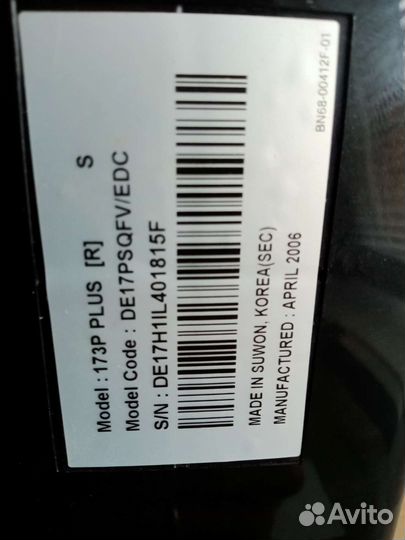 Model : 173P PLUS [R] S
Model Code : DE17PSQFV/EDC
S/N : DE17H1IL401815F
MADE IN SUWON, KOREA(SEC)
MANUFACTURED : APRIL 2006
BN68-00412F-01
Avito